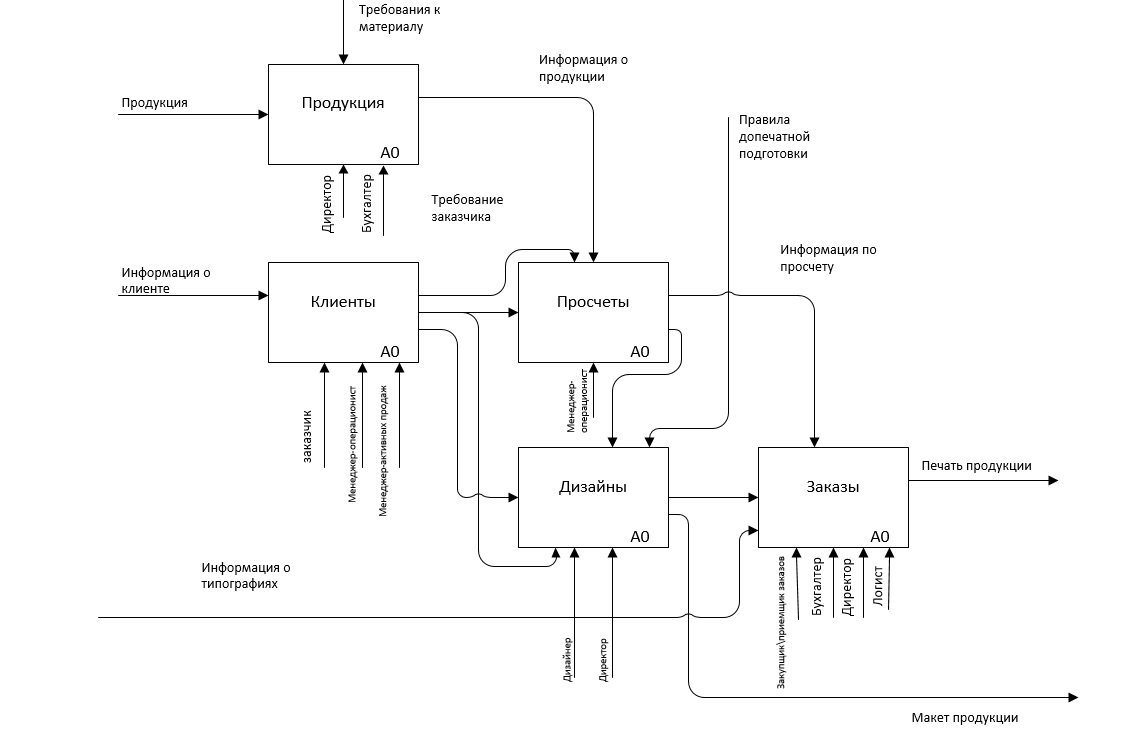 Требования к
материалу
Информация о
продукции
Продукция
Продукция
A0
Правила
допечатной
подготовки
Директор
Бухгалтер
Требование
заказчика
Информация о
клиенте
Клиенты
A0
Просчеты
A0
Информация по
просчету
заказчик
Менеджер-операционист
Менеджер-активных продаж
Менеджер-
операционист
Дизайны
A0
Заказы
A0
Печать продукции
Информация о
типографиях
Дизайнер
Директор
Закупщик\приемщик заказов
Бухгалтер
Директор
Логист
Макет продукции